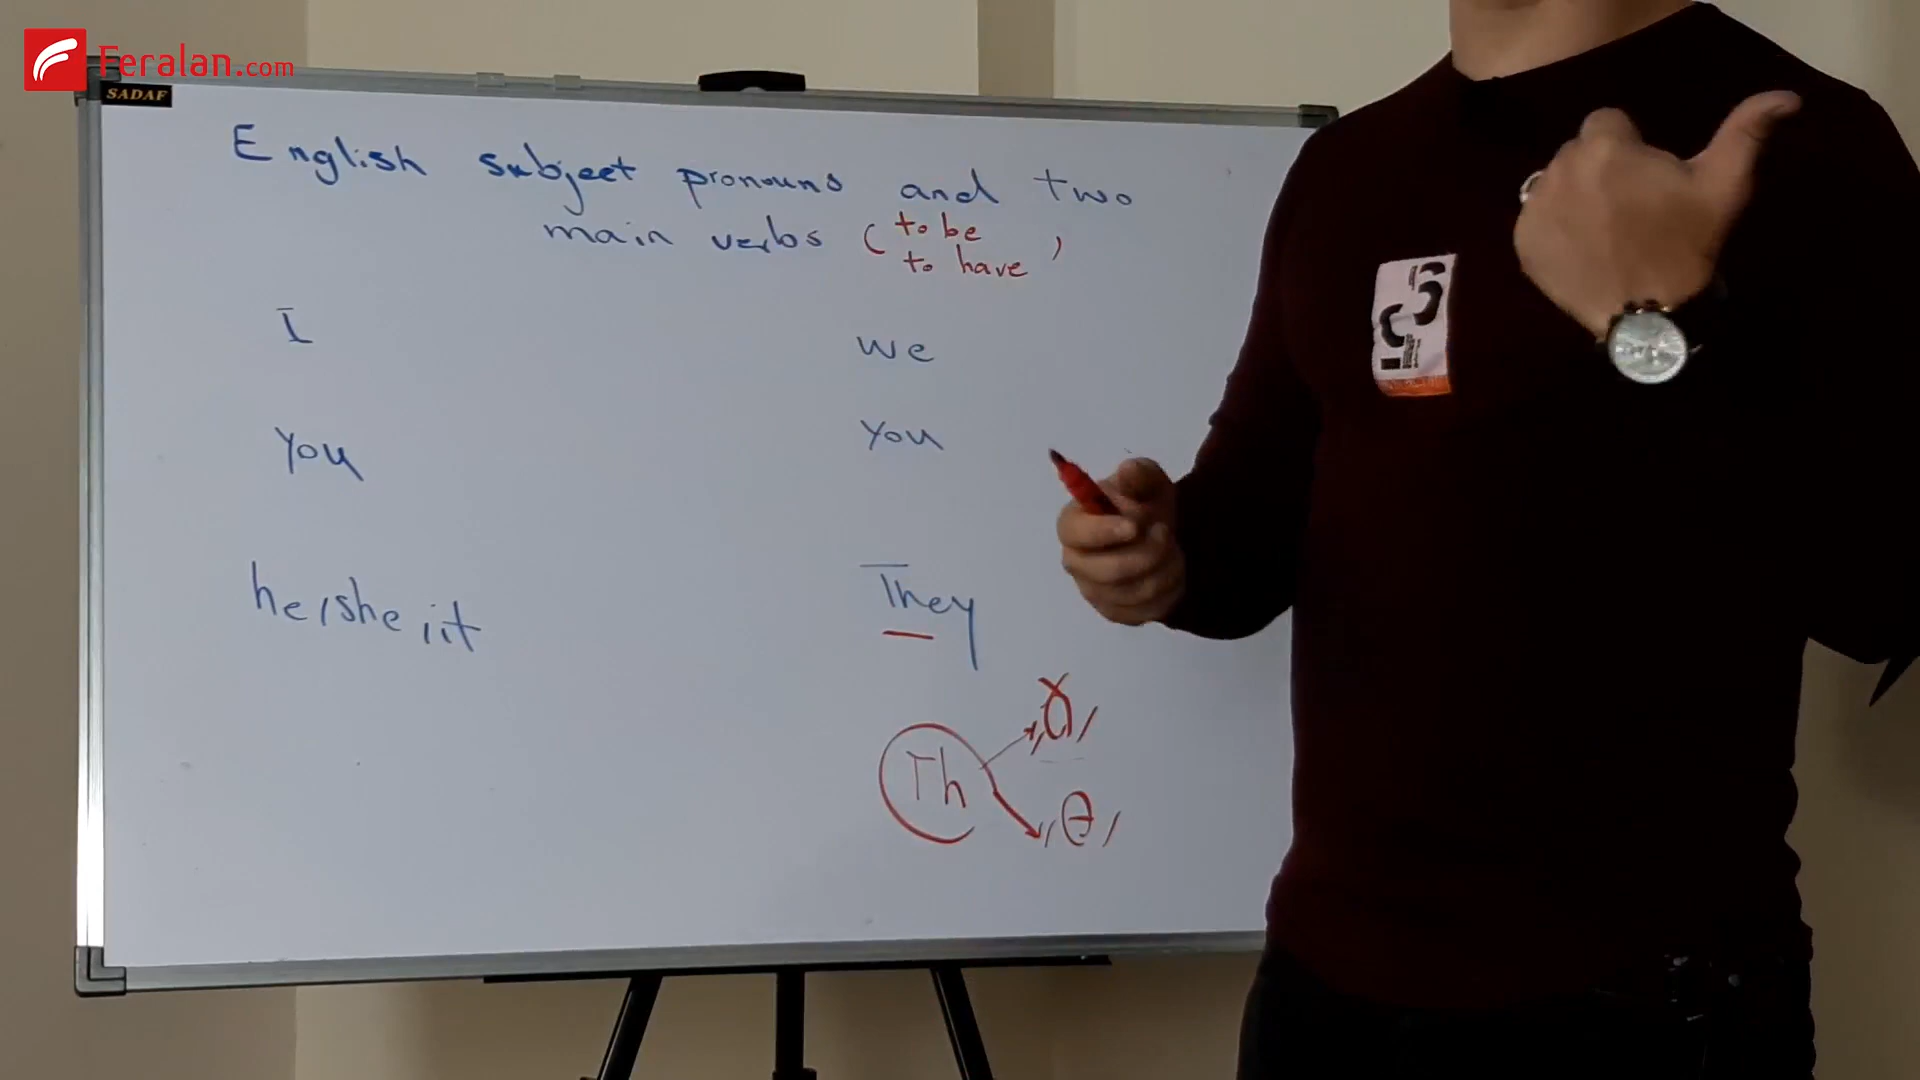 Feralan.com
SADAF
English subject pronouns and two
main verbs ( to be
to have )
I
we
you
you
he/she/it
They
Th
/ð/
/θ/